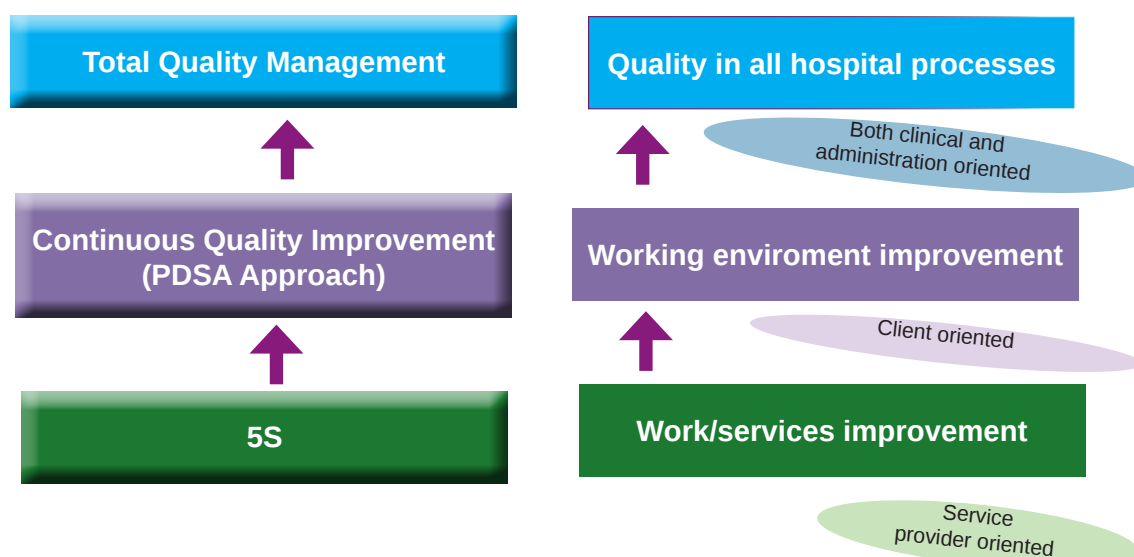 Total Quality Management
Quality in all hospital processes
Both clinical and
administration oriented
Continuous Quality Improvement
(PDSA Approach)
Working enviroment improvement
Client oriented
5S
Work/services improvement
Service
provider oriented